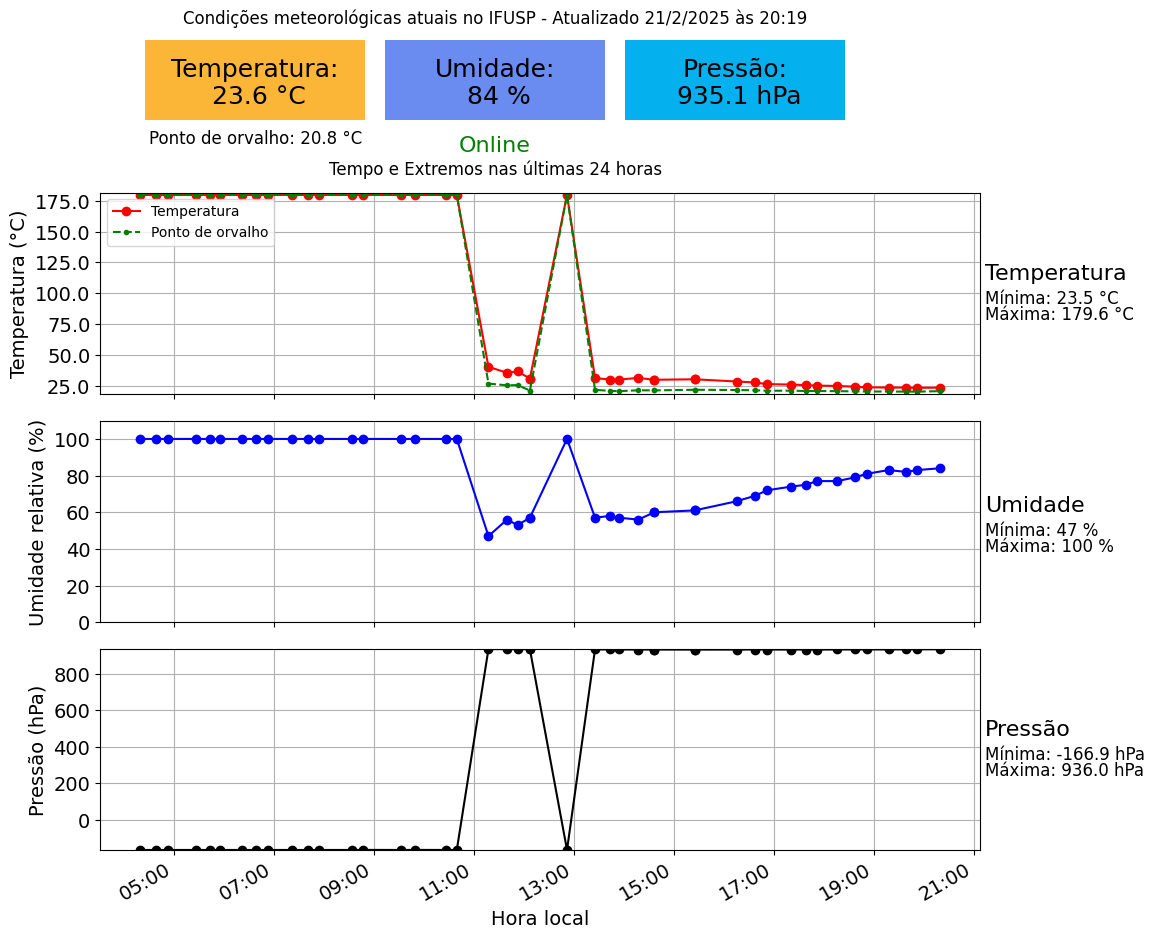 Condições meteorológicas atuais no IFUSP - Atualizado 21/2/2025 às 20:19
Temperatura:
23.6 °C
Umidade:
84 %
Pressão:
935.1 hPa
Ponto de orvalho: 20.8 °C
Online
Tempo e Extremos nas últimas 24 horas
Temperatura (°C)
175.0
150.0
125.0
100.0
75.0
50.0
25.0
Temperatura
Ponto de orvalho
Temperatura
Mínima: 23.5 °C
Máxima: 179.6 °C
Umidade relativa (%)
100
80
60
40
20
0
Umidade
Mínima: 47 %
Máxima: 100 %
Pressão (hPa)
800
600
400
200
0
Pressão
Mínima: -166.9 hPa
Máxima: 936.0 hPa
05:00
07:00
09:00
11:00
13:00
15:00
17:00
19:00
21:00
Hora local